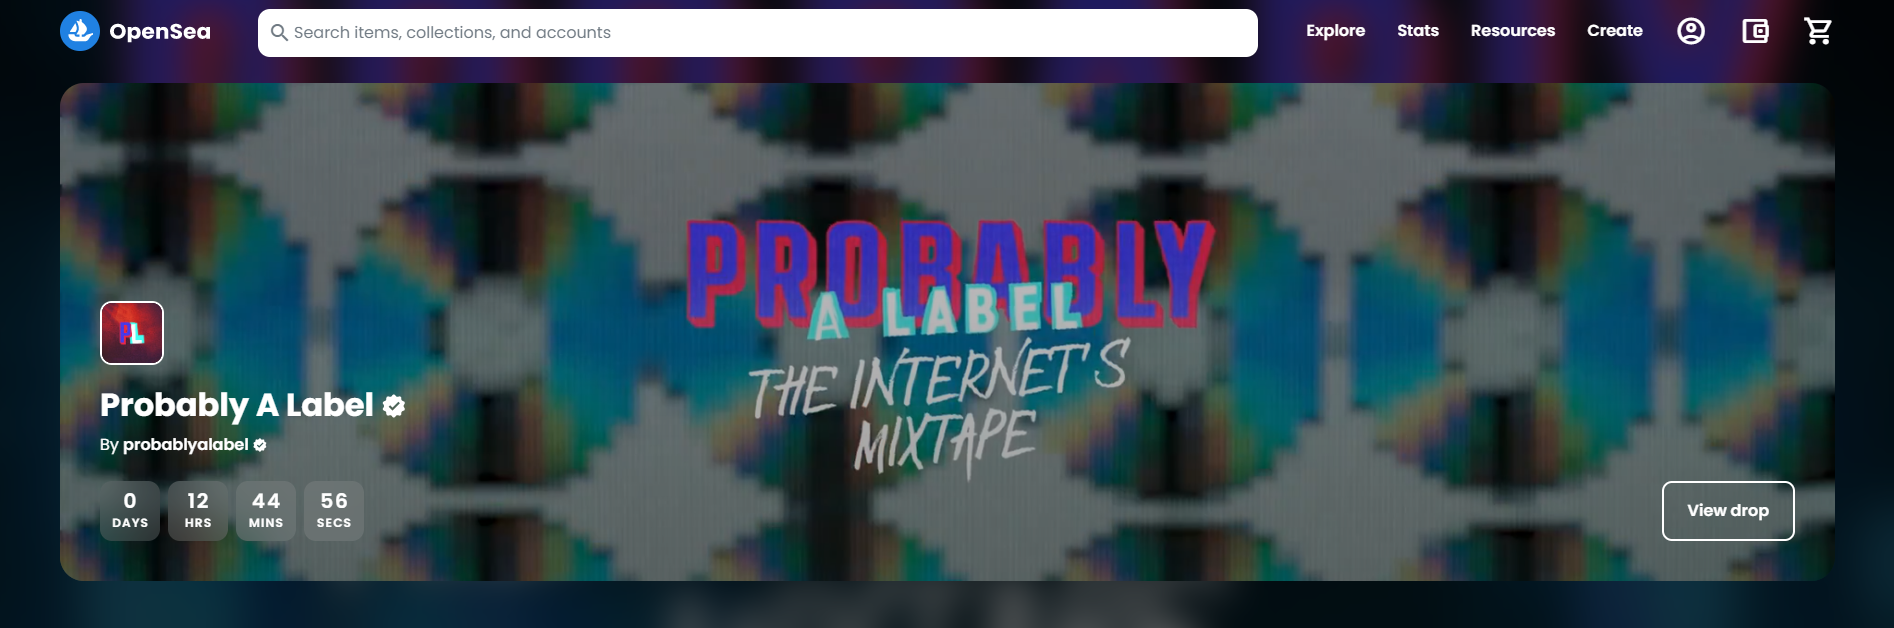 OpenSea
Search items, collections, and accounts
Explore
Stats
Resources
Create
PROBABLY
A LABEL
THE INTERNET'S
MIXTAPE
PL
Probably A Label
By probablyalabel
0
DAYS
12
HRS
44
MINS
56
SECS
View drop